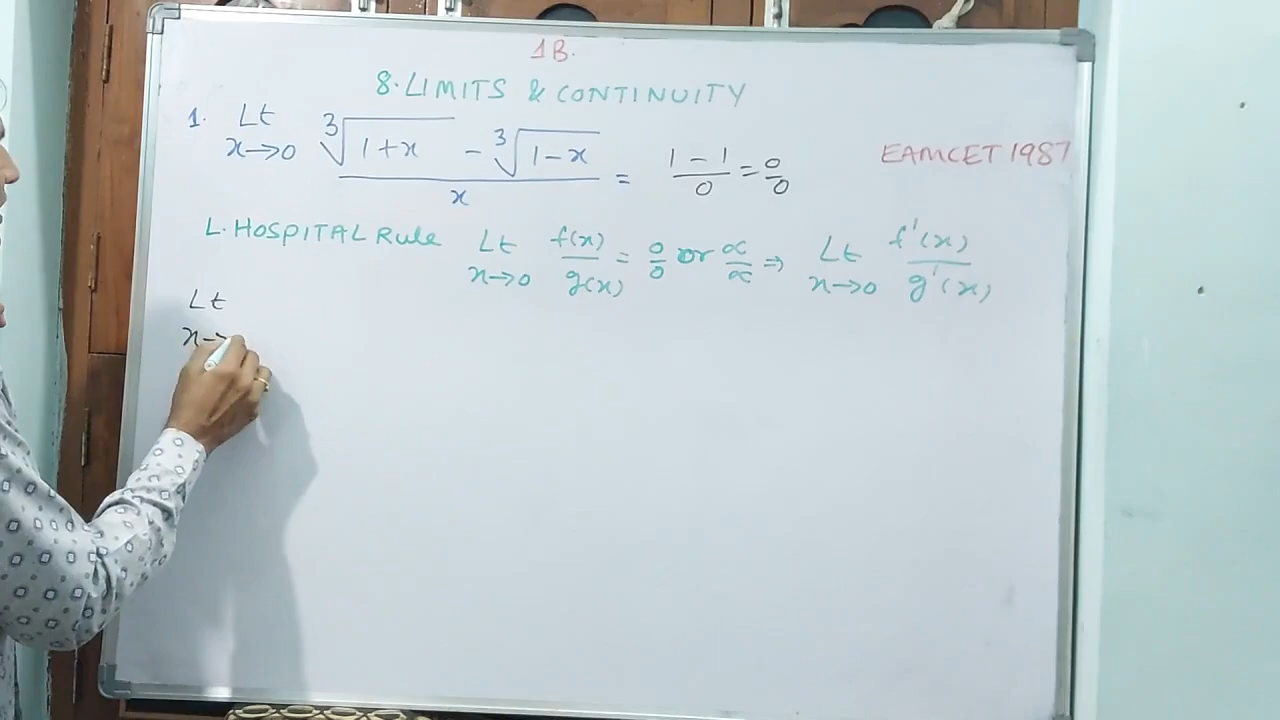 1B.
8. LIMITS & CONTINUITY
1. Lt x→0 (∛(1+x) - ∛(1-x))/x = (1-1)/0 = 0/0
EAMCET 1987
L. HOSPITAL Rule Lt x→0 f(x)/g(x) = 0/0 or ∝/∝ ⇒ Lt x→0 f'(x)/g'(x)
Lt
x→